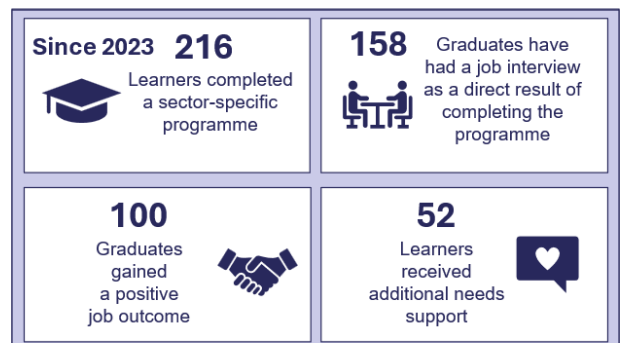 Since 2023 216
Learners completed
a sector-specific
programme
158
Graduates have
had a job interview
as a direct result of
completing the
programme
100
Graduates
gained
a positive
job outcome
52
Learners
received
additional needs
support